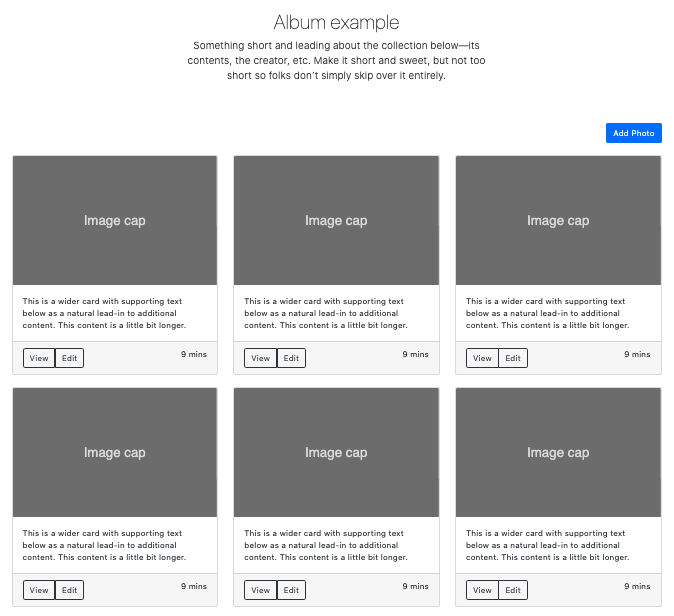 Album example
Something short and leading about the collection below—its
contents, the creator, etc. Make it short and sweet, but not too
short so folks don't simply skip over it entirely.
Add Photo
Image cap
Image cap
Image cap
This is a wider card with supporting text
below as a natural lead-in to additional
content. This content is a little bit longer.
This is a wider card with supporting text
below as a natural lead-in to additional
content. This content is a little bit longer.
This is a wider card with supporting text
below as a natural lead-in to additional
content. This content is a little bit longer.
View Edit 9 mins
View Edit 9 mins
View Edit 9 mins
Image cap
Image cap
Image cap
This is a wider card with supporting text
below as a natural lead-in to additional
content. This content is a little bit longer.
This is a wider card with supporting text
below as a natural lead-in to additional
content. This content is a little bit longer.
This is a wider card with supporting text
below as a natural lead-in to additional
content. This content is a little bit longer.
View Edit 9 mins
View Edit 9 mins
View Edit 9 mins